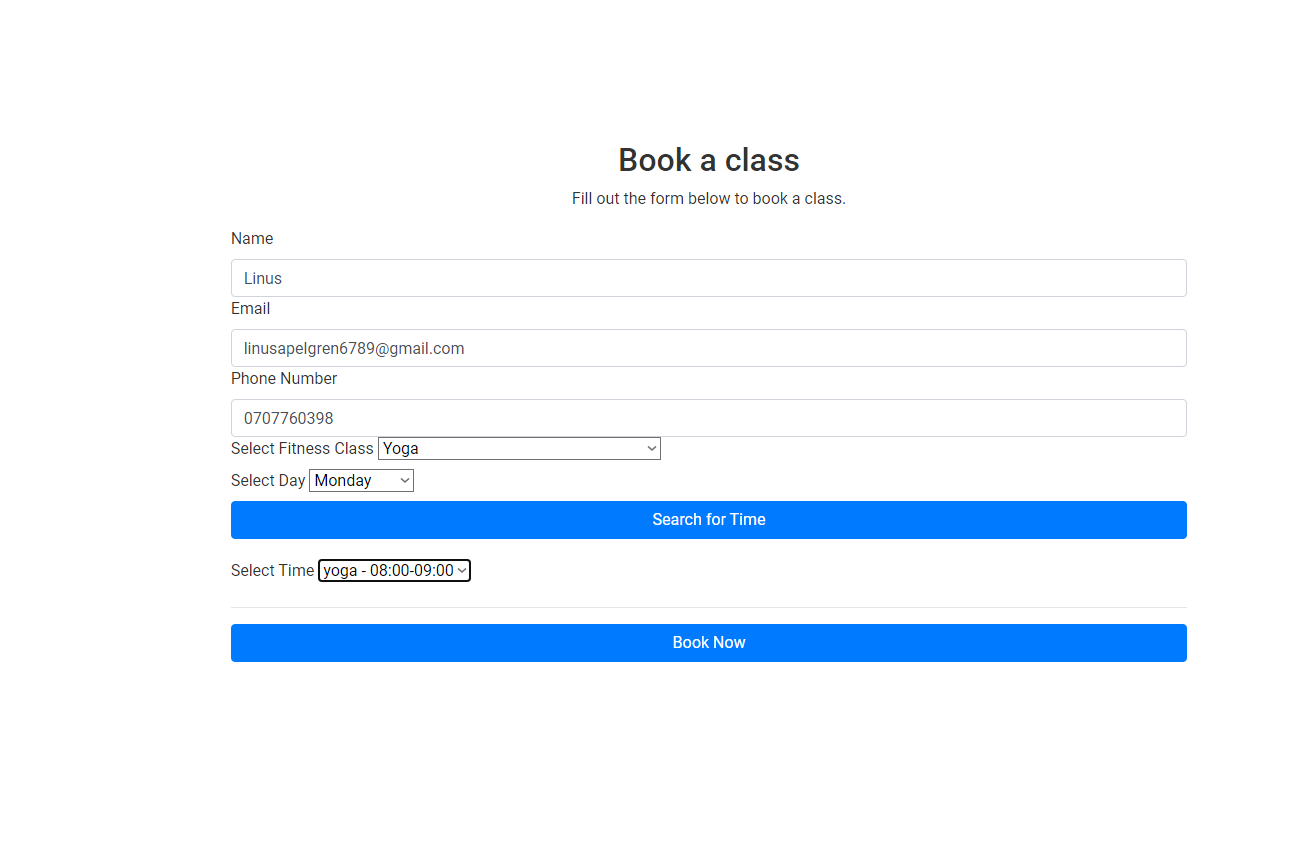 Book a class
Fill out the form below to book a class.
Name
Linus
Email
linusapelgren6789@gmail.com
Phone Number
0707760398
Select Fitness Class Yoga
Select Day Monday
Search for Time
Select Time yoga - 08:00-09:00
Book Now